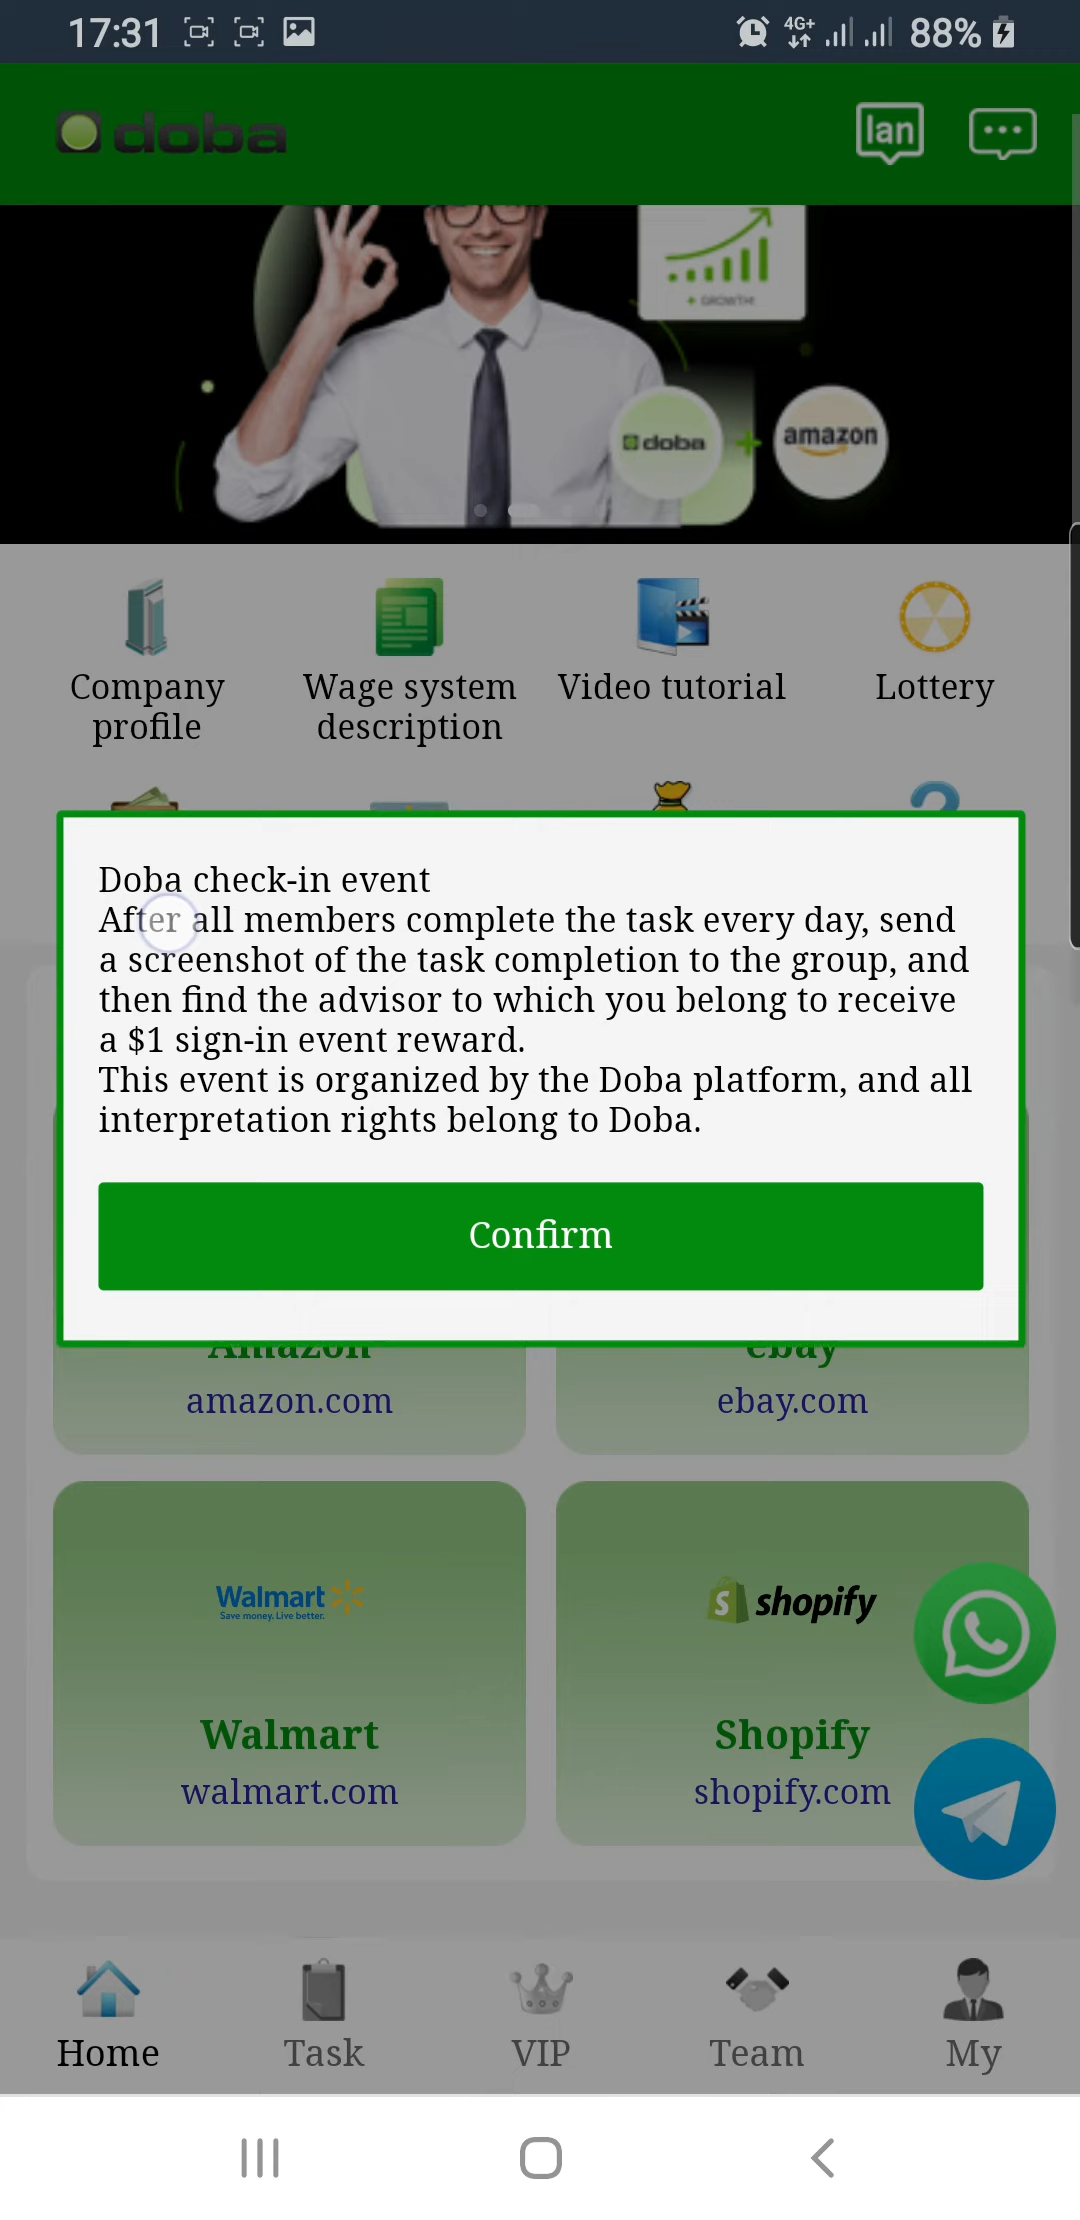 17:31
4G+
88%
doba
lan
+ GROWTH
doba
amazon
Company
profile
Wage system
description
Video tutorial
Lottery
Doba check-in event
After all members complete the task every day, send
a screenshot of the task completion to the group, and
then find the advisor to which you belong to receive
a $1 sign-in event reward.
This event is organized by the Doba platform, and all
interpretation rights belong to Doba.
Confirm
Amazon
amazon.com
ebay
ebay.com
Walmart
Save money. Live better.
Walmart
walmart.com
shopify
Shopify
shopify.com
Home
Task
VIP
Team
My